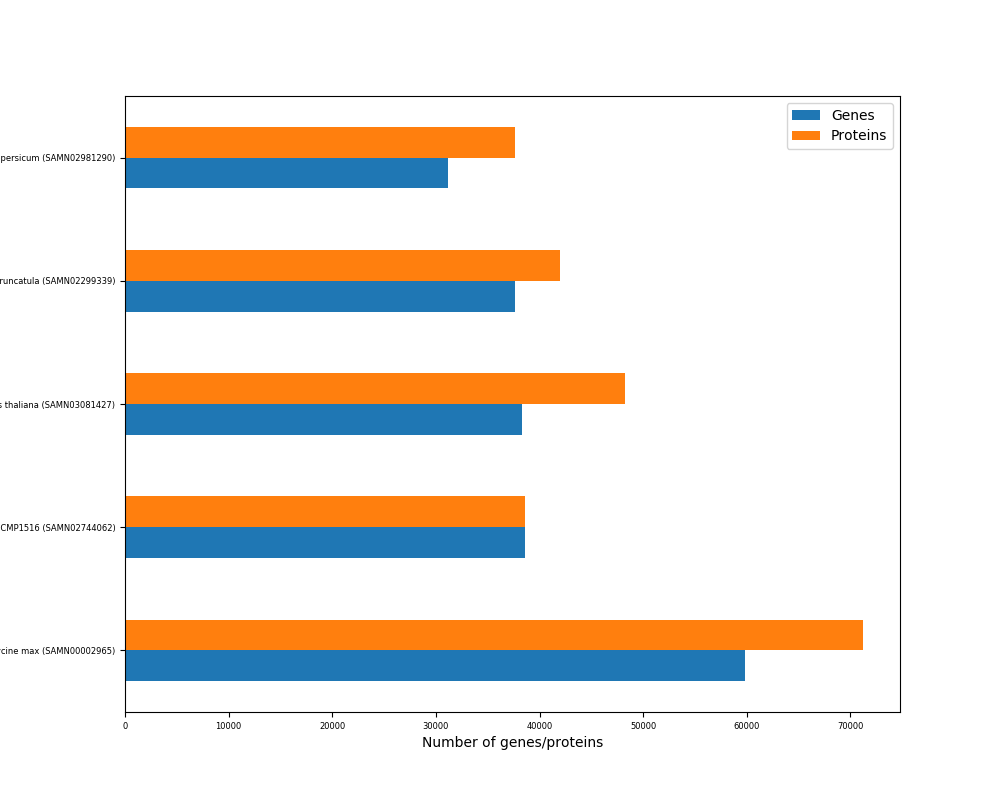 Genes
Proteins
persicum (SAMN02981290)
runcatula (SAMN02299339)
s thaliana (SAMN03081427)
CMP1516 (SAMN02744062)
cine max (SAMN00002965)
0 10000 20000 30000 40000 50000 60000 70000
Number of genes/proteins